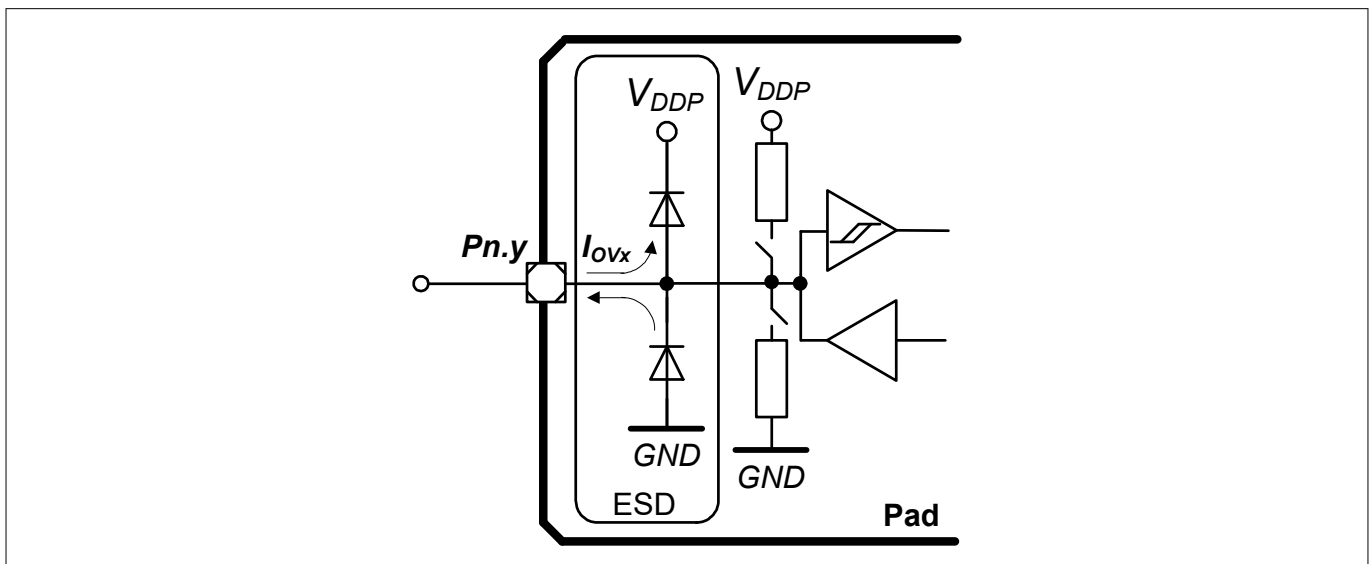 V_DDP
V_DDP
Pn.y
I_OVx
GND
GND
ESD
Pad